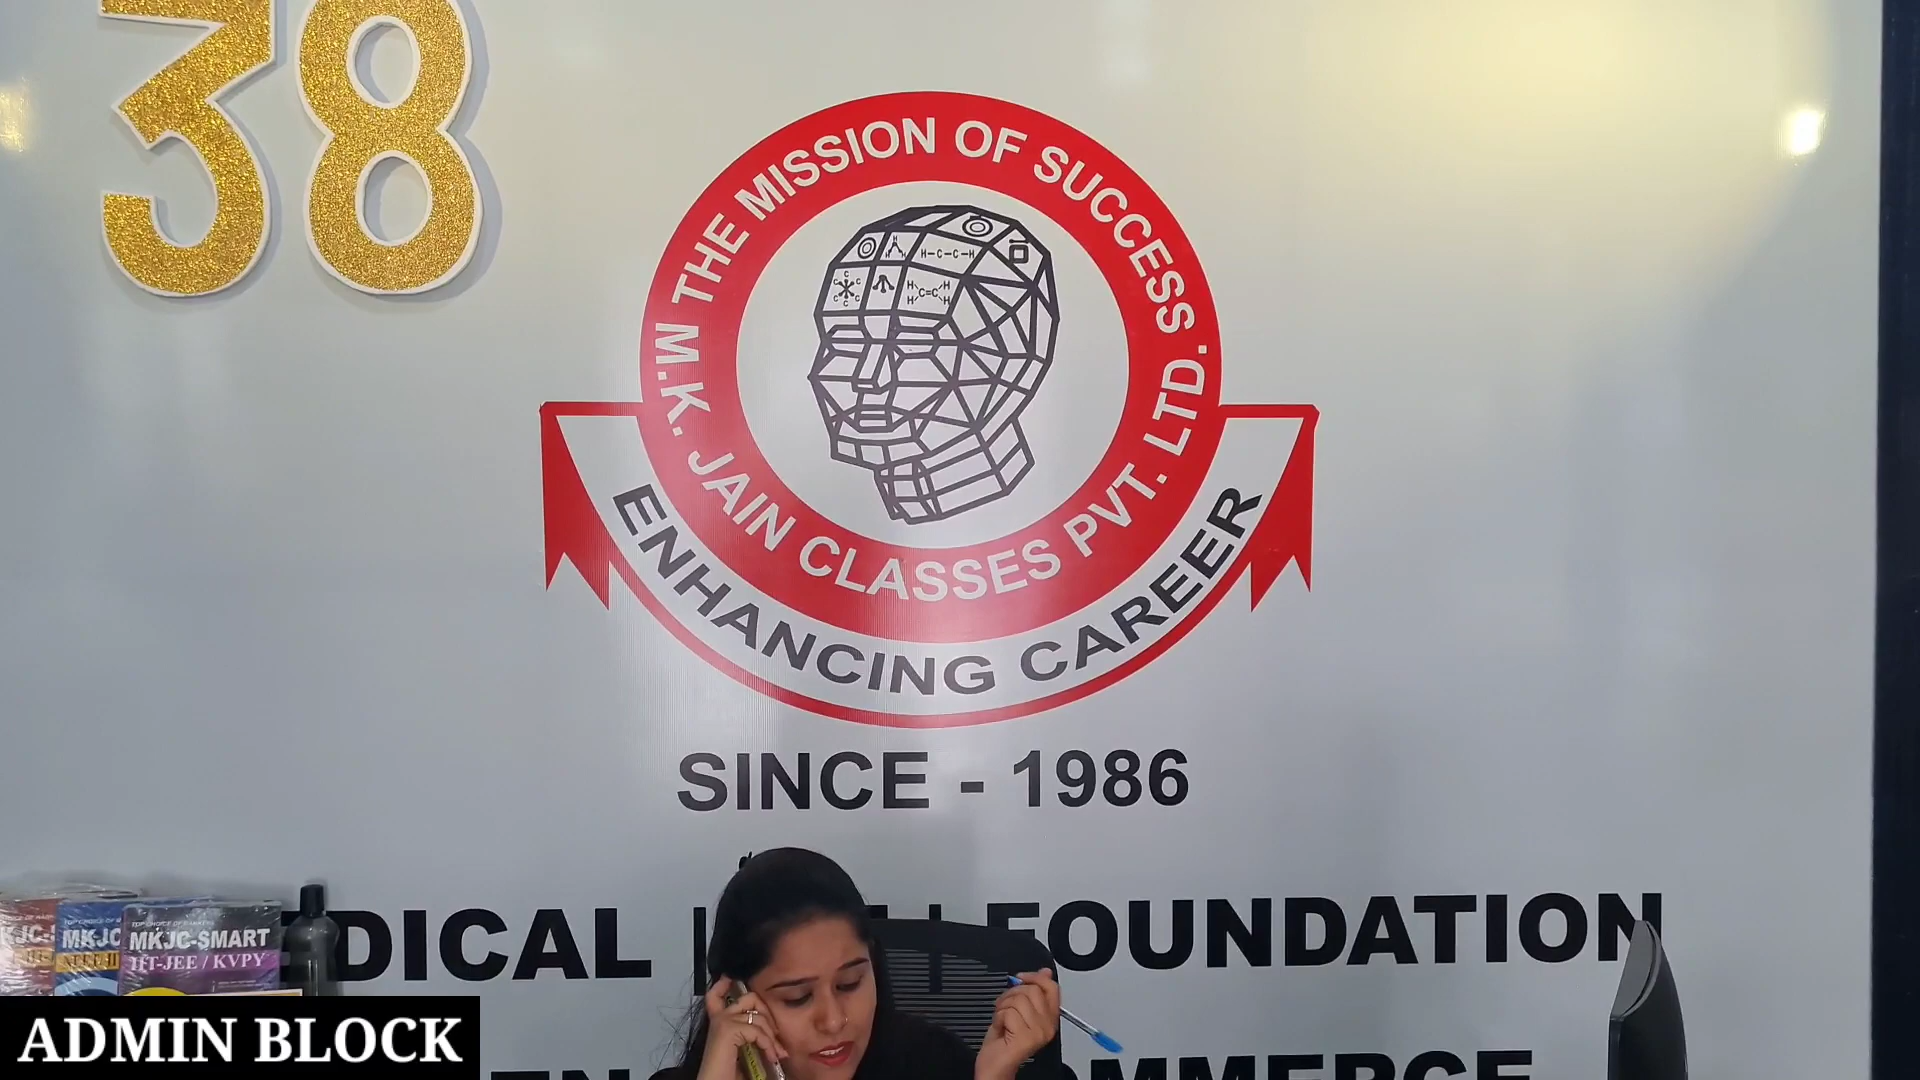 38
M.K. JAIN CLASSES PVT. LTD.
THE MISSION OF SUCCESS
H-C-C-H
ENHANCING CAREER
SINCE - 1986
FOUNDATION
MKJC-SMART
IIT-JEE / KVPY
MKJC
ADMIN BLOCK